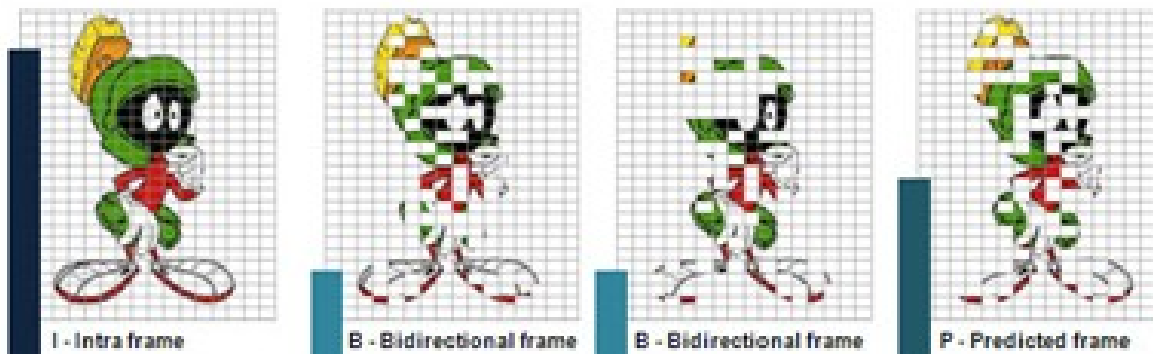 I - Intra frame
B - Bidirectional frame
B - Bidirectional frame
P - Predicted frame